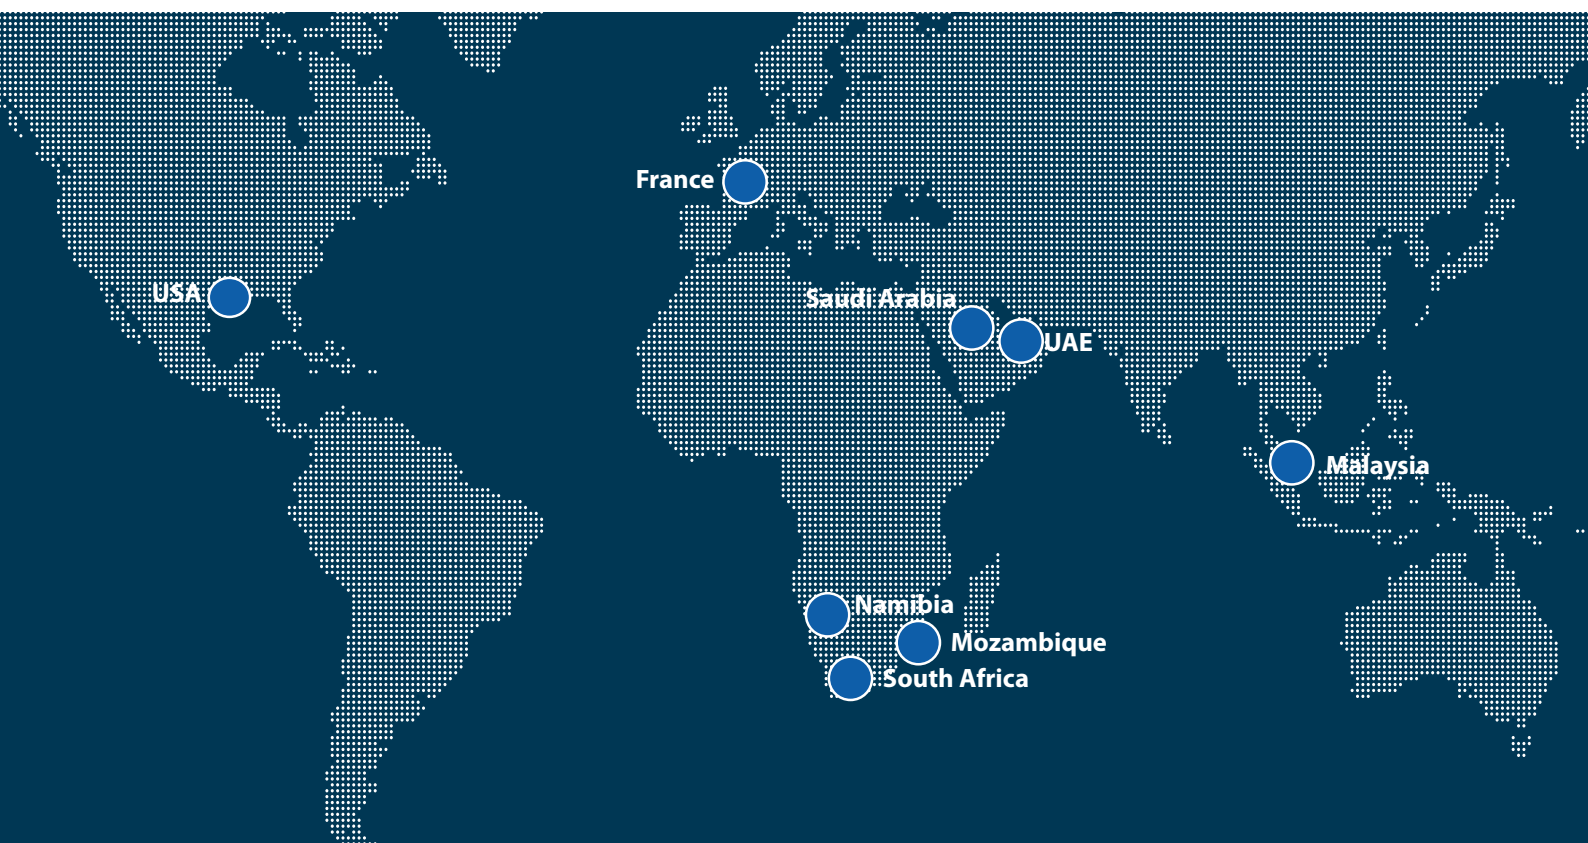 France
USA
Saudi Arabia
UAE
Malaysia
Namibia
Mozambique
South Africa